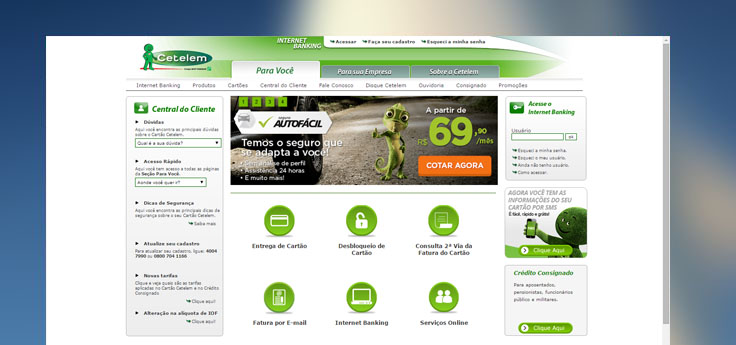 INTERNET
BANKING
Acessar
Faça seu cadastro
Esqueci a minha senha
Cetelem
Para Você
Para sua Empresa
Sobre a Cetelem
Internet Banking
Produtos
Cartões
Central do Cliente
Fale Conosco
Disque Cetelem
Ouvidoria
Consignado
Promoções
Central do Cliente
Dúvidas
Aqui você encontra as principais dúvidas
sobre o Cartão Cetelem.
Qual é a sua dúvida?
Acesso Rápido
Aqui você tem acesso a todas as páginas
da Seção Para Você.
Aonde você quer ir?
Dicas de Segurança
Aqui você encontra as principais dicas de
segurança sobre o seu Cartão Cetelem.
Saiba mais
Atualize seu cadastro
Para atualizar seu cadastro, ligue: 4004
7990 ou 0800 704 1166
Novas tarifas
Clique e veja quais são as tarifas
aplicadas no Cartão Cetelem e no Crédito
Consignado
Clique aqui!
Alteração na alíquota de IOF
Clique aqui!
1 2 3 4
seguro
AUTOFÁCIL
Temos o seguro que
se adapta a você!
• Sem análise de perfil
• Assistência 24 horas
• E muito mais!
A partir de
R$ 69,90
/mês
COTAR AGORA
Entrega de Cartão
Desbloqueio de
Cartão
Consulta 2ª Via da
Fatura do Cartão
Fatura por E-mail
Internet Banking
Serviços Online
Acesse o
Internet Banking
Usuário
Esqueci a minha senha.
Esqueci o meu usuário.
Ainda não tenho usuário.
Como acessar.
AGORA VOCÊ TEM AS
INFORMAÇÕES DO SEU
CARTÃO POR SMS
É fácil, rápido e grátis!
Clique Aqui
Crédito Consignado
Para aposentados,
pensionistas, funcionários
público e militares.
Clique Aqui